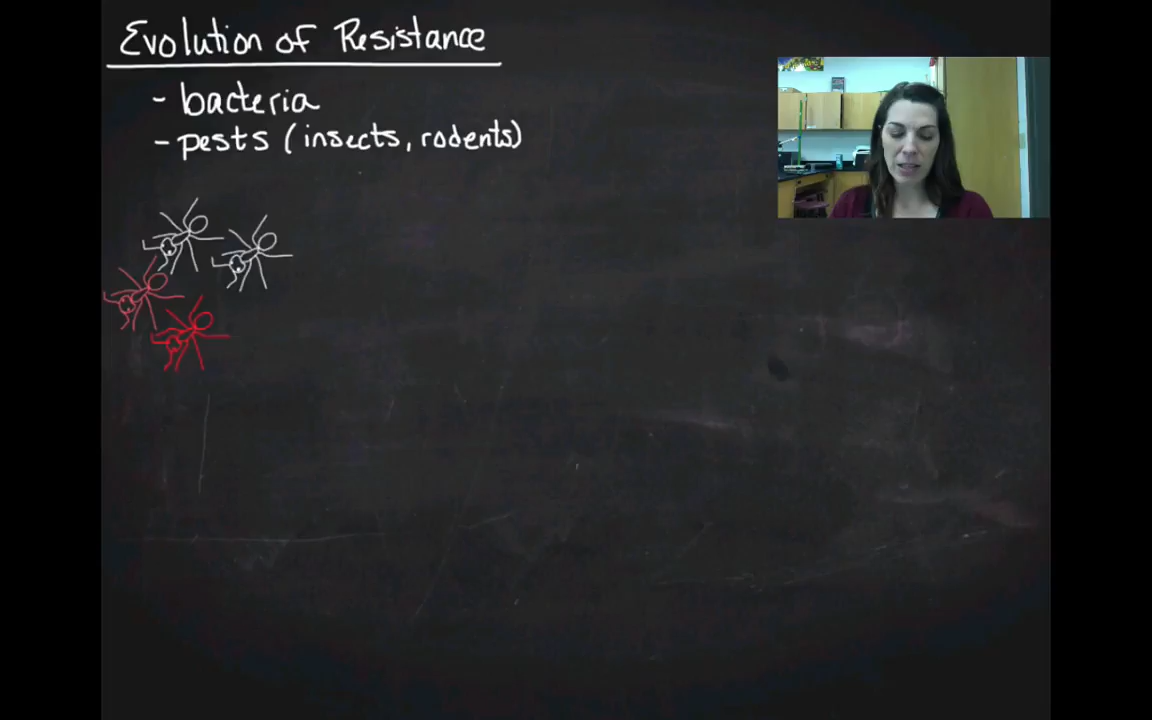 Evolution of Resistance
- bacteria
- pests (insects, rodents)